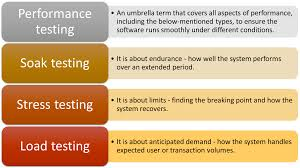 Performance
testing
• An umbrella term that covers all aspects of performance,
including the below-mentioned types, to ensure the
software runs smoothly under different conditions.
Soak testing
• It is about endurance - how well the system performs
over an extended period.
Stress testing
• It is about limits - finding the breaking point and how the
system recovers.
Load testing
• It is about anticipated demand - how the system handles
expected user or transaction volumes.